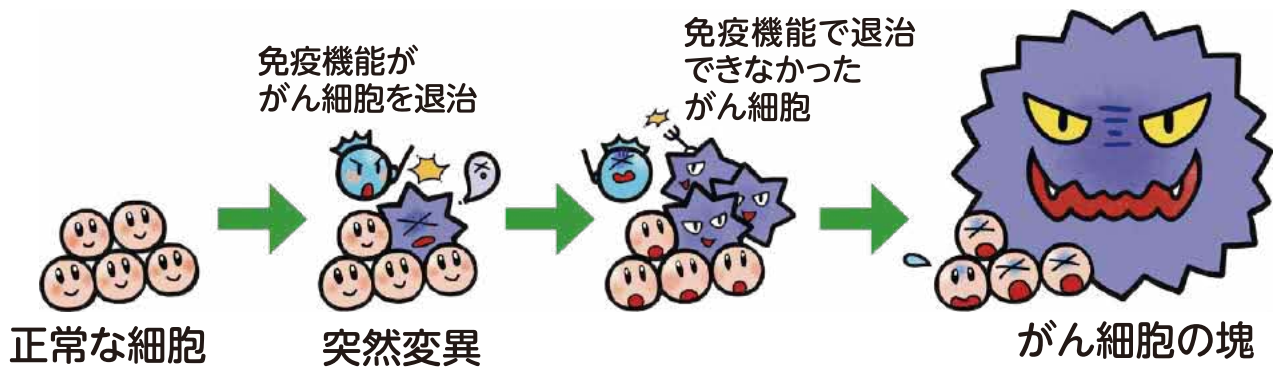 免疫機能が
がん細胞を退治
免疫機能で退治
できなかった
がん細胞
正常な細胞
突然変異
がん細胞の塊